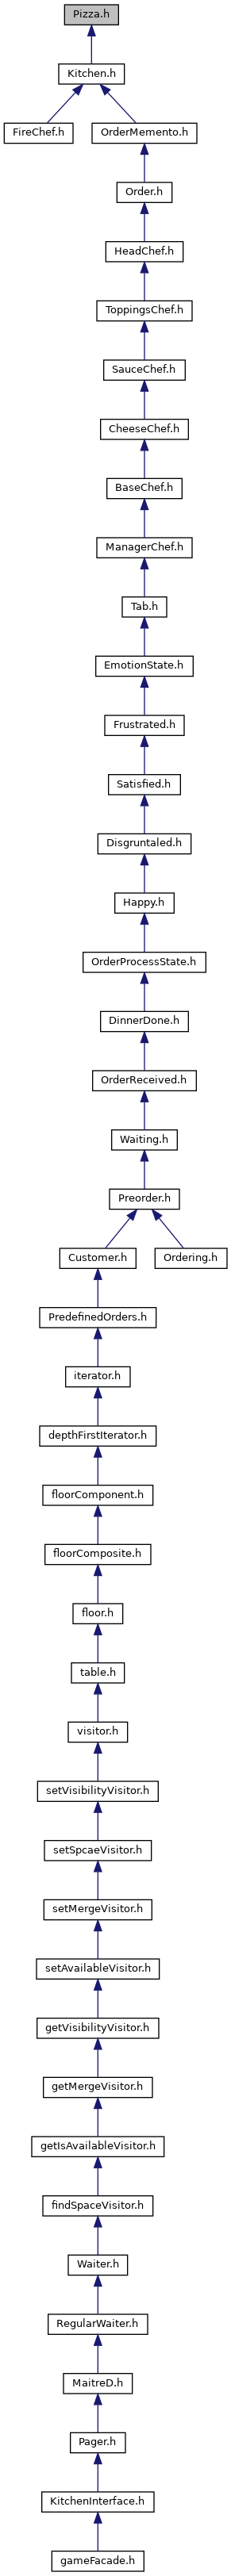 Pizza.h
Kitchen.h
FireChef.h
OrderMemento.h
Order.h
HeadChef.h
ToppingsChef.h
SauceChef.h
CheeseChef.h
BaseChef.h
ManagerChef.h
Tab.h
EmotionState.h
Frustrated.h
Satisfied.h
Disgruntaled.h
Happy.h
OrderProcessState.h
DinnerDone.h
OrderReceived.h
Waiting.h
Preorder.h
Customer.h
Ordering.h
PredefinedOrders.h
iterator.h
depthFirstIterator.h
floorComponent.h
floorComposite.h
floor.h
table.h
visitor.h
setVisibilityVisitor.h
setSpcaeVisitor.h
setMergeVisitor.h
setAvailableVisitor.h
getVisibilityVisitor.h
getMergeVisitor.h
getIsAvailableVisitor.h
findSpaceVisitor.h
Waiter.h
RegularWaiter.h
MaitreD.h
Pager.h
KitchenInterface.h
gameFacade.h